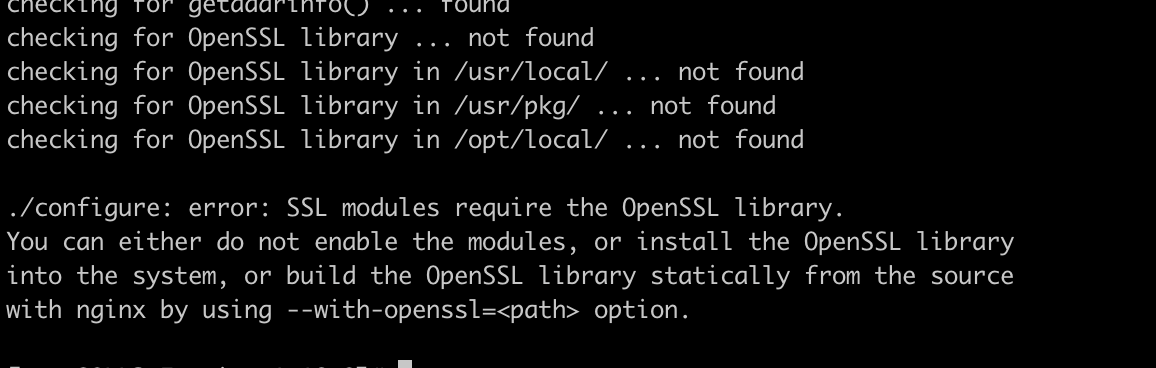 checking for getaddrinfo() ... found
checking for OpenSSL library ... not found
checking for OpenSSL library in /usr/local/ ... not found
checking for OpenSSL library in /usr/pkg/ ... not found
checking for OpenSSL library in /opt/local/ ... not found
./configure: error: SSL modules require the OpenSSL library.
You can either do not enable the modules, or install the OpenSSL library
into the system, or build the OpenSSL library statically from the source
with nginx by using --with-openssl=<path> option.